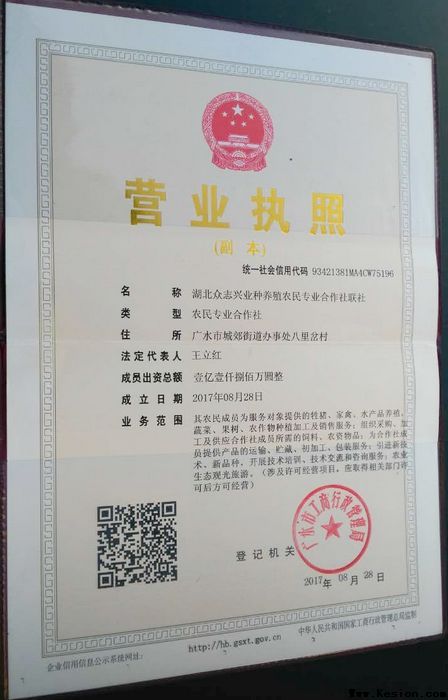 营业执照
(副 本)
统一社会信用代码 93421381MA4CW75196
名 称 湖北众志兴业种养殖农民专业合作社联社
类 型 农民专业合作社
住 所 广水市城郊街道办事处八里岔村
法定代表人 王立红
成员出资总额 壹亿壹仟捌佰万圆整
成立日期 2017年08月28日
业务范围 其农民成员为服务对象提供的牲猪、家禽、水产品养殖,
蔬菜、果树、农作物种植加工及销售服务;组织采购、加
工及供应合作社成员所需的饲料、农资物品;为合作社成
员提供产品的运输、贮藏、初加工、包装服务;引进新技
术、新品种,开展技术培训、技术交流和咨询服务;农业
生态观光旅游。(涉及许可经营项目,应取得相关部门许
可后方可经营)
广水市工商行政管理局
登记机关
2017年 08月 28日
http://hb.gsxt.gov.cn
企业信用信息公示系统网址:
中华人民共和国国家工商行政管理总局监制
Www.Kesion.com